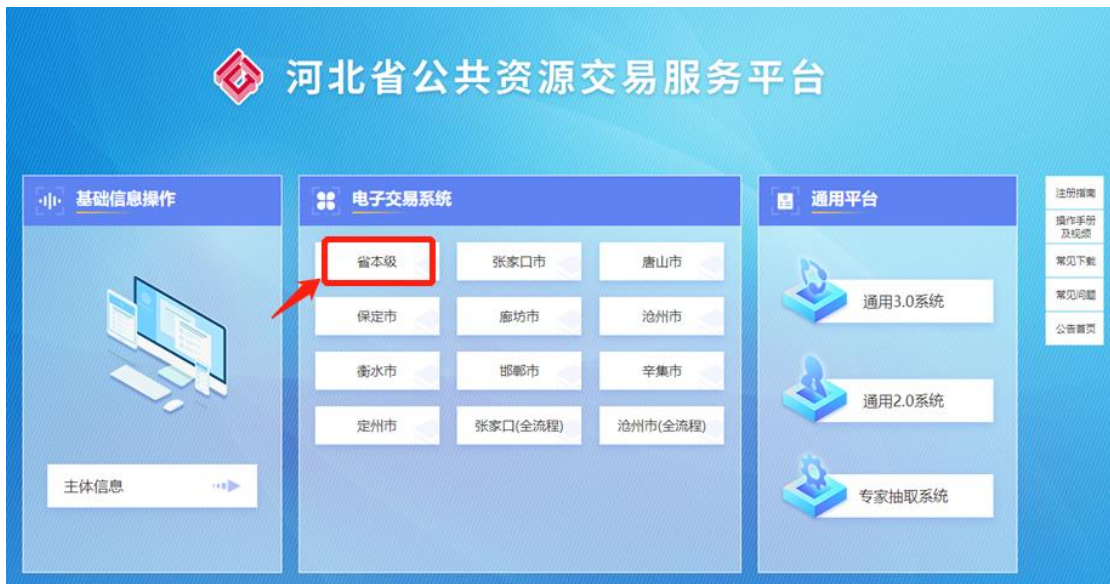 河北省公共资源交易服务平台
基础信息操作
主体信息
电子交易系统
省本级
张家口市
唐山市
保定市
廊坊市
沧州市
衡水市
邯郸市
辛集市
定州市
张家口(全流程)
沧州市(全流程)
通用平台
通用3.0系统
通用2.0系统
专家抽取系统
注册指南
操作手册
及视频
常见下载
常见问题
公告首页